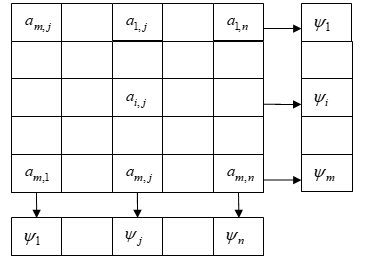 a_{m,j} a_{1,j} a_{1,n} ψ_1
a_{i,j} ψ_i
a_{m,1} a_{m,j} a_{m,n} ψ_m
ψ_1 ψ_j ψ_n